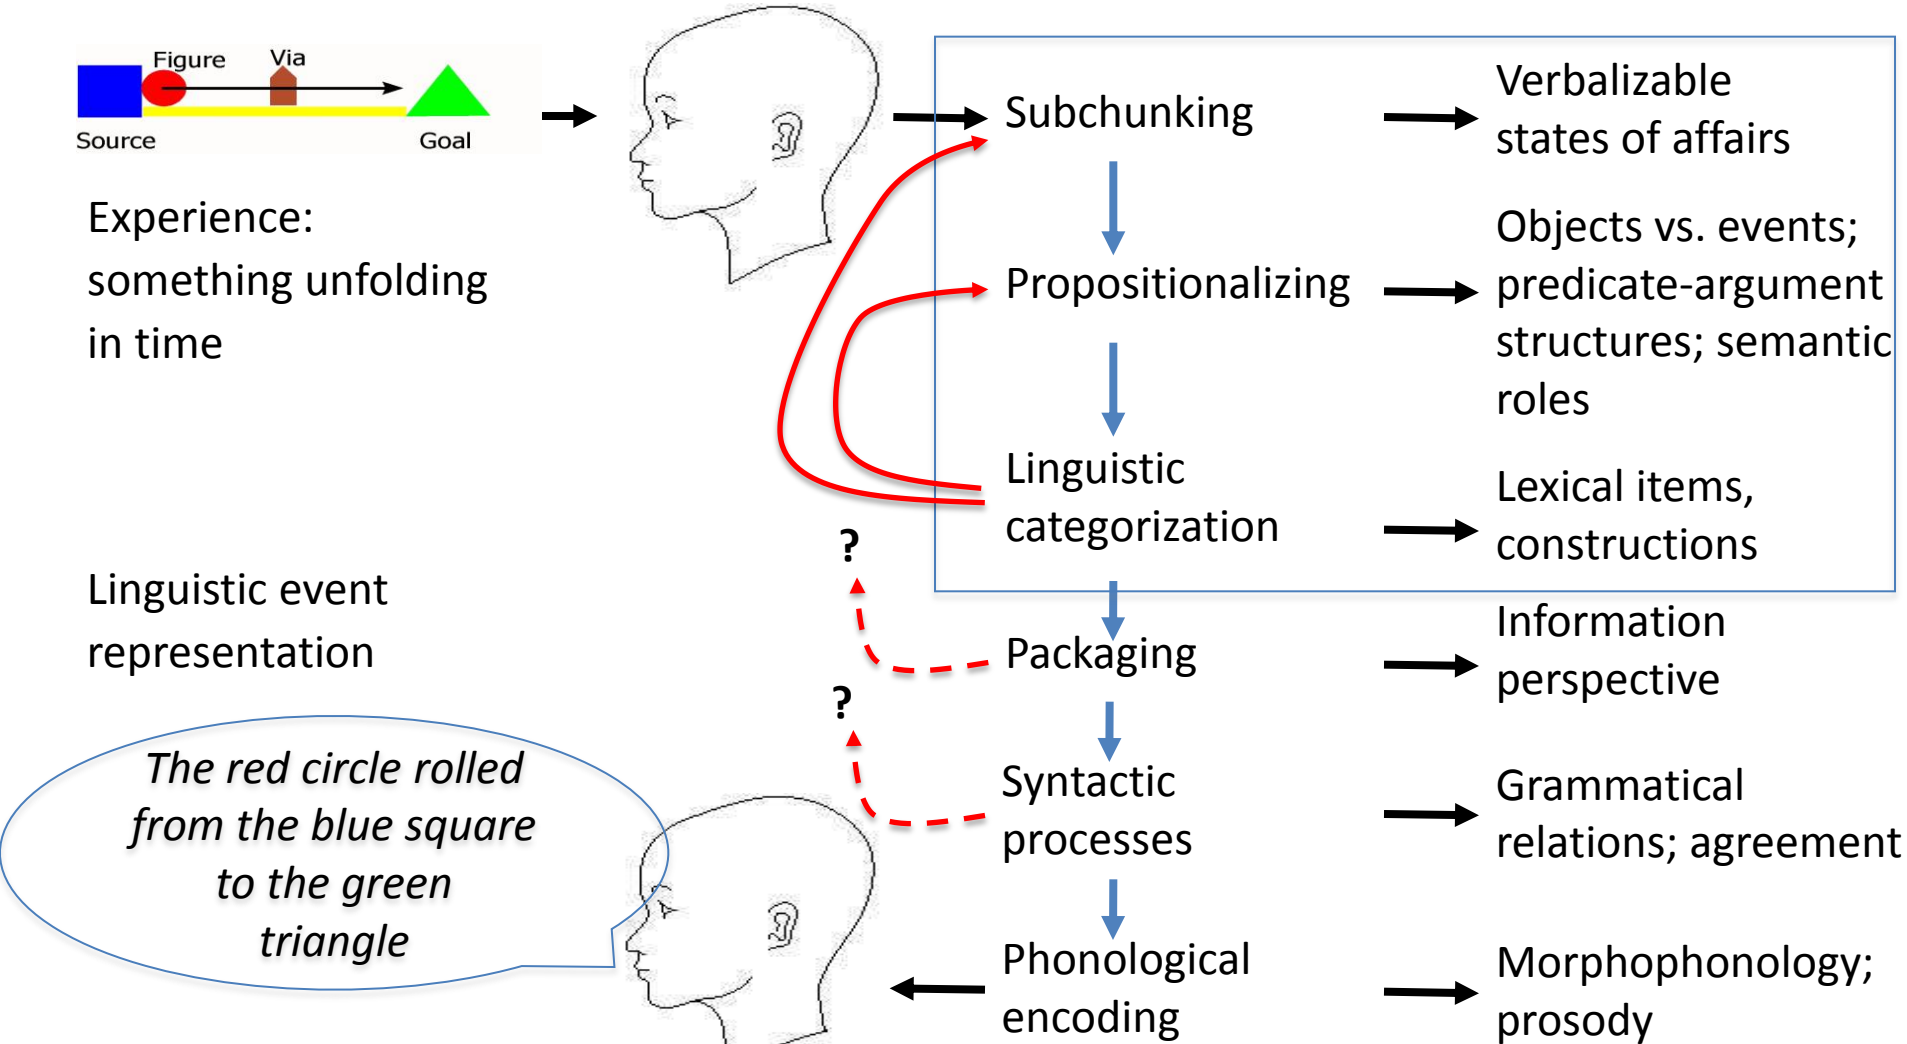 Figure
Via
Source
Goal
Experience:
something unfolding
in time
Linguistic event
representation
The red circle rolled
from the blue square
to the green
triangle
Subchunking
Verbalizable
states of affairs
Propositionalizing
Objects vs. events;
predicate-argument
structures; semantic
roles
Linguistic
categorization
Lexical items,
constructions
?
Packaging
Information
perspective
?
Syntactic
processes
Grammatical
relations; agreement
Phonological
encoding
Morphophonology;
prosody